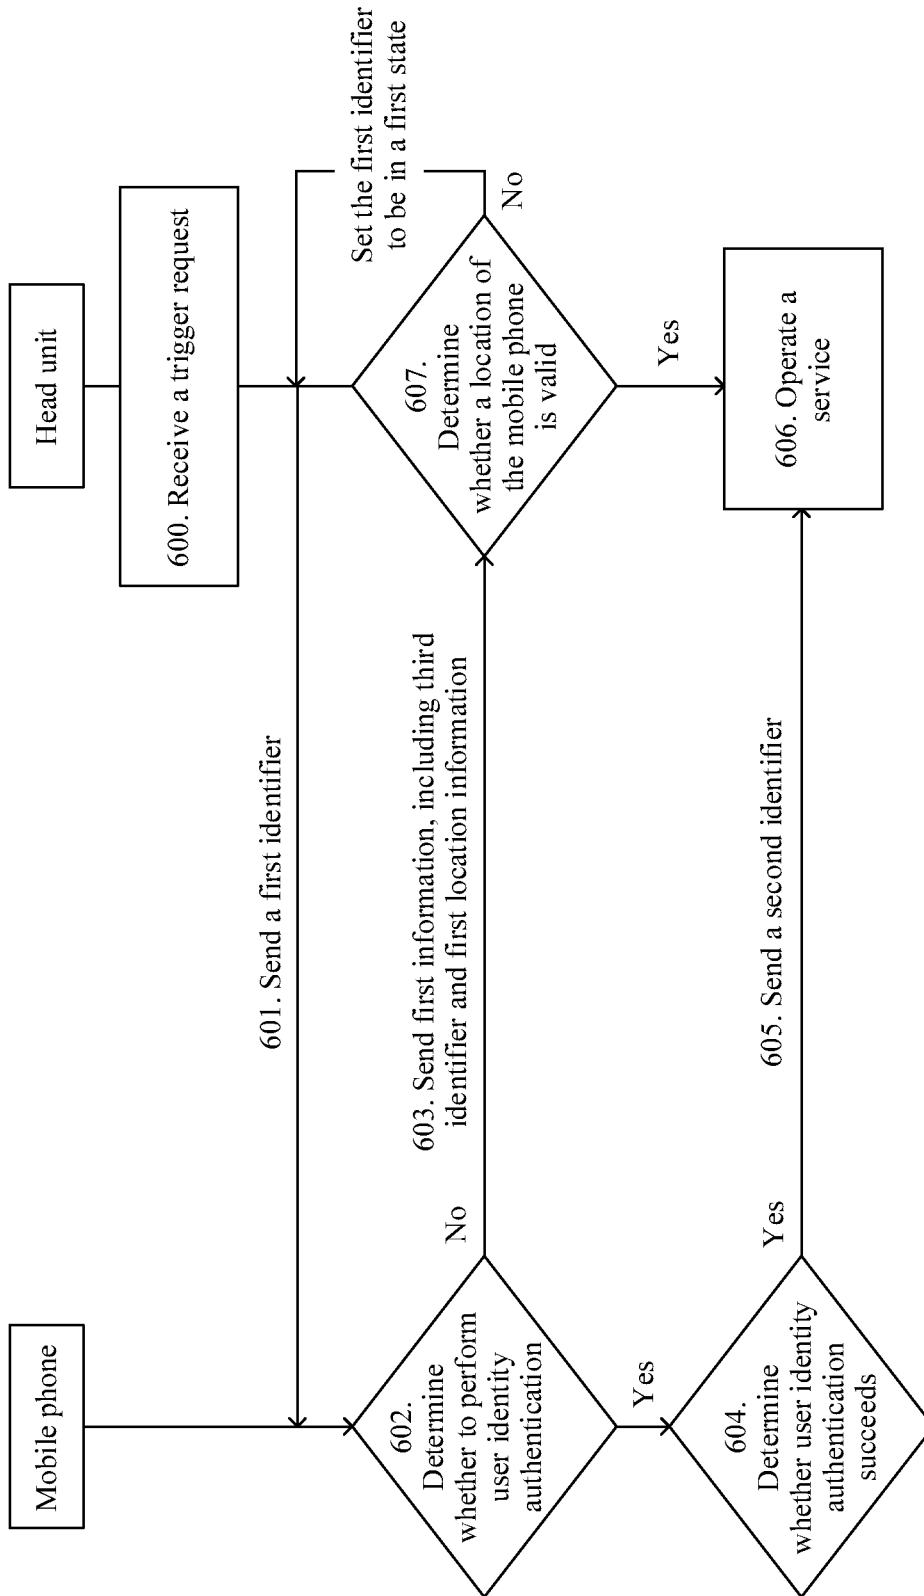 Mobile phone
Head unit
600. Receive a trigger request
601. Send a first identifier
Set the first identifier
to be in a first state
602.
Determine
whether to perform
user identity
authentication
No
603. Send first information, including third
identifier and first location information
607.
Determine
whether a location of
the mobile phone
is valid
No
Yes
Yes
604.
Determine
whether user identity
authentication
succeeds
Yes
605. Send a second identifier
606. Operate a
service